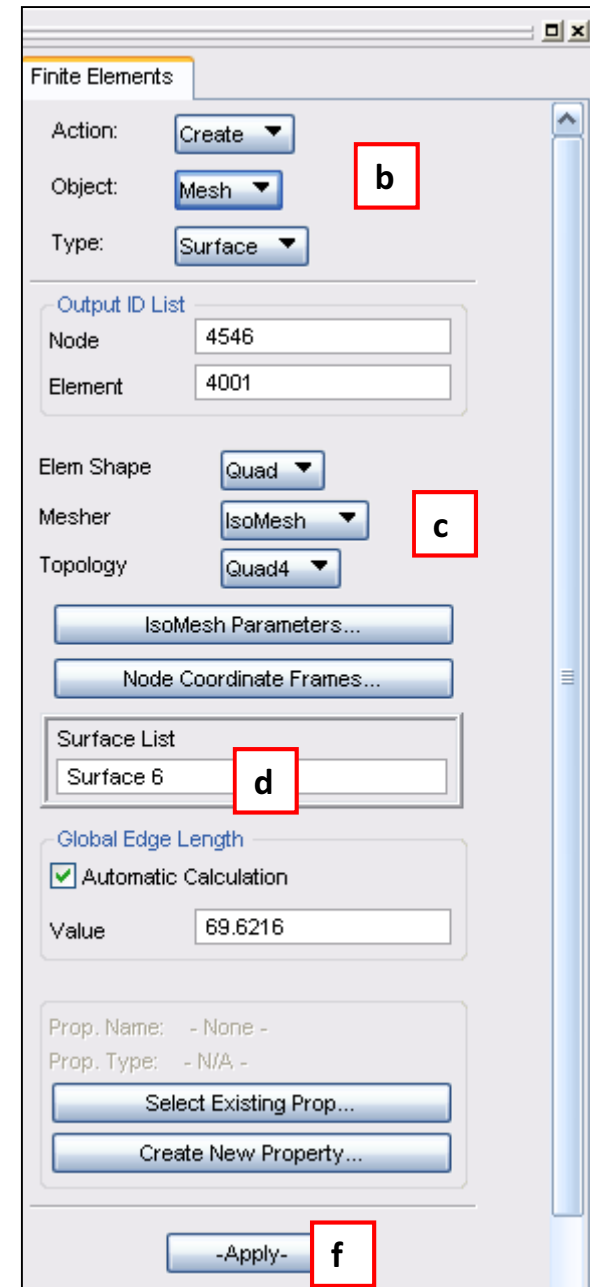 Finite Elements
Action: Create
b
Object: Mesh
Type: Surface
Output ID List
Node 4546
Element 4001
Elem Shape Quad
Mesher IsoMesh
c
Topology Quad4
IsoMesh Parameters...
Node Coordinate Frames...
Surface List
Surface 6
d
Global Edge Length
Automatic Calculation
Value 69.6216
Prop. Name: - None -
Prop. Type: - N/A -
Select Existing Prop...
Create New Property...
-Apply-
f